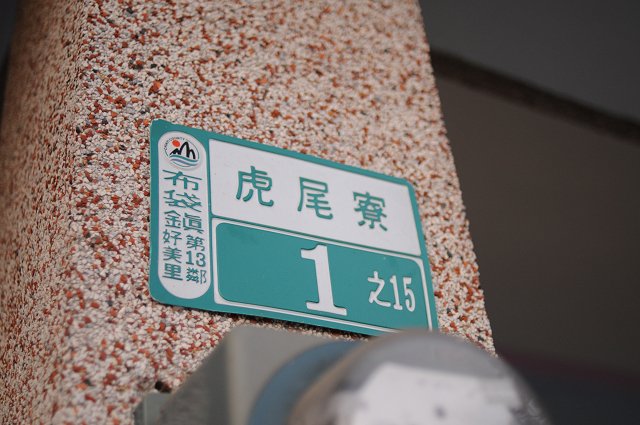 布袋鎮
好美里
第13鄰
虎尾寮
1之15